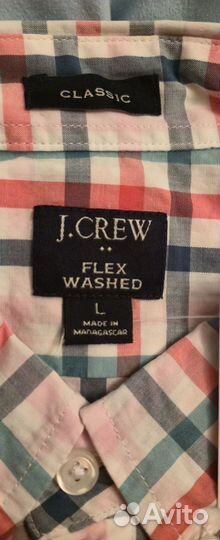 CLASSIC
J.CREW
FLEX
WASHED
L
MADE IN
MADAGASCAR
Avito